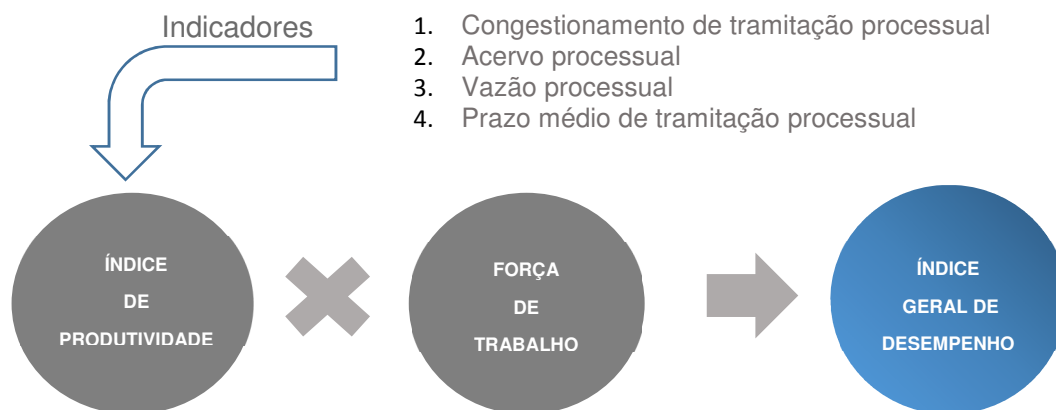 Indicadores
1. Congestionamento de tramitação processual
2. Acervo processual
3. Vazão processual
4. Prazo médio de tramitação processual
ÍNDICE
DE
PRODUTIVIDADE
FORÇA
DE
TRABALHO
ÍNDICE
GERAL DE
DESEMPENHO